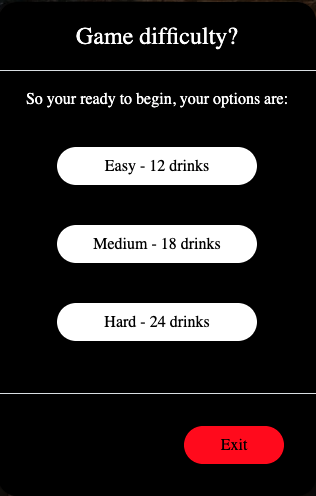 Game difficulty?
So your ready to begin, your options are:
Easy - 12 drinks
Medium - 18 drinks
Hard - 24 drinks
Exit